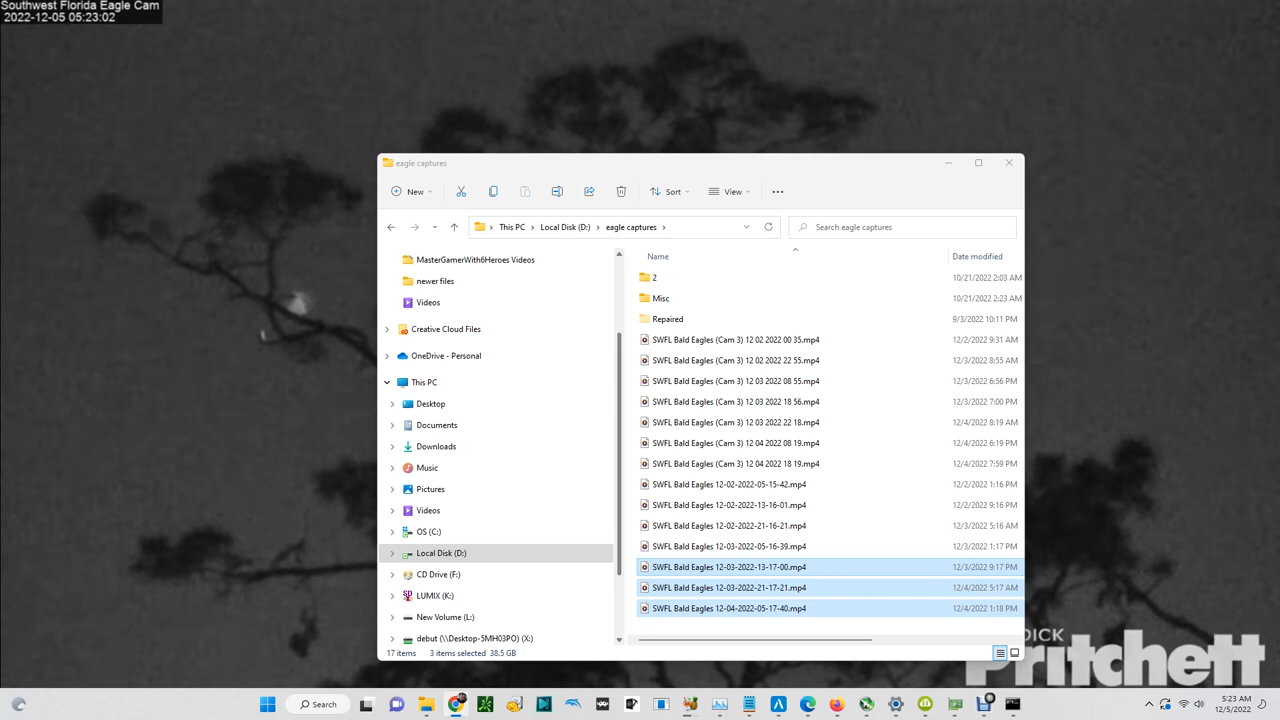 Southwest Florida Eagle Cam
2022-12-05 05:23:02
eagle captures
New
Sort
View
This PC
Local Disk (D:)
eagle captures
Search eagle captures
MasterGamerWith6Heroes Videos
newer files
Videos
Creative Cloud Files
OneDrive - Personal
This PC
Desktop
Documents
Downloads
Music
Pictures
Videos
OS (C:)
Local Disk (D:)
CD Drive (F:)
LUMIX (K:)
New Volume (L:)
debut (\\Desktop-5MH03PO) (X:)
Name Date modified
2 10/21/2022 2:03 AM
Misc 10/21/2022 2:23 AM
Repaired 9/3/2022 10:11 PM
SWFL Bald Eagles (Cam 3) 12 02 2022 00 35.mp4 12/2/2022 9:31 AM
SWFL Bald Eagles (Cam 3) 12 02 2022 22 55.mp4 12/3/2022 8:55 AM
SWFL Bald Eagles (Cam 3) 12 03 2022 08 55.mp4 12/3/2022 6:56 PM
SWFL Bald Eagles (Cam 3) 12 03 2022 18 56.mp4 12/3/2022 7:00 PM
SWFL Bald Eagles (Cam 3) 12 03 2022 22 18.mp4 12/4/2022 8:19 AM
SWFL Bald Eagles (Cam 3) 12 04 2022 08 19.mp4 12/4/2022 6:19 PM
SWFL Bald Eagles (Cam 3) 12 04 2022 18 19.mp4 12/4/2022 7:59 PM
SWFL Bald Eagles 12-02-2022-05-15-42.mp4 12/2/2022 1:16 PM
SWFL Bald Eagles 12-02-2022-13-16-01.mp4 12/2/2022 9:16 PM
SWFL Bald Eagles 12-02-2022-21-16-21.mp4 12/3/2022 5:16 AM
SWFL Bald Eagles 12-03-2022-05-16-39.mp4 12/3/2022 1:17 PM
SWFL Bald Eagles 12-03-2022-13-17-00.mp4 12/3/2022 9:17 PM
SWFL Bald Eagles 12-03-2022-21-17-21.mp4 12/4/2022 5:17 AM
SWFL Bald Eagles 12-04-2022-05-17-40.mp4 12/4/2022 1:18 PM
17 items 3 items selected 38.5 GB
DICK
Pritchett
Search
5:23 AM
12/5/2022